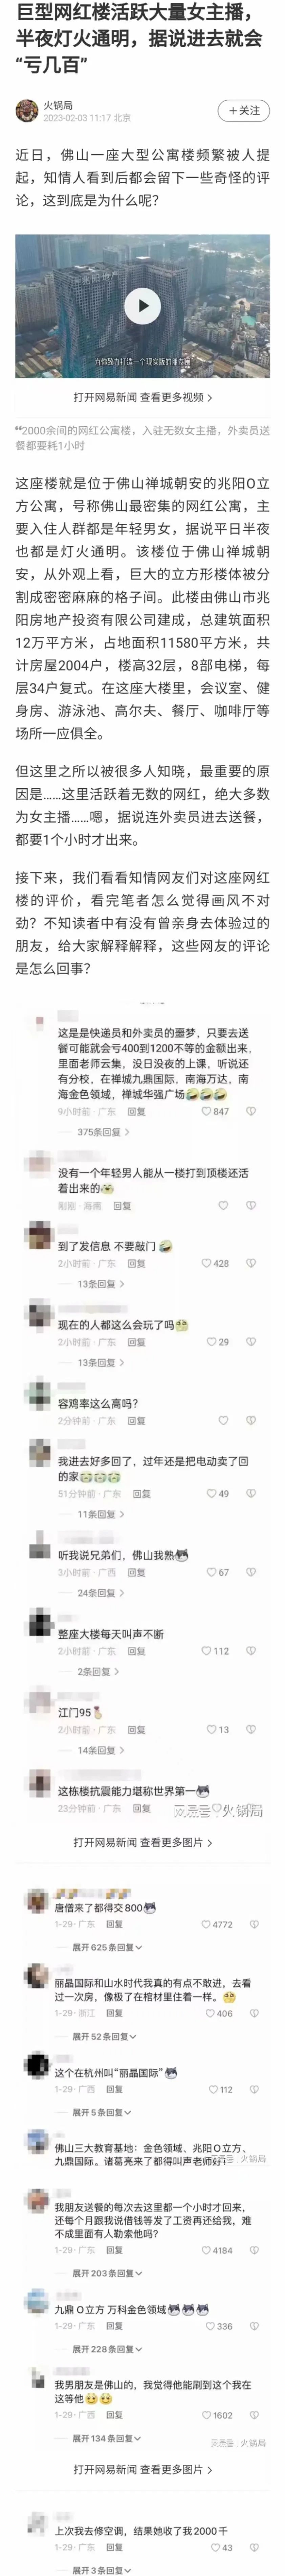 巨型网红楼活跃大量女主播，
半夜灯火通明，据说进去就会
“亏几百”
火锅局
2023-02-03 11:17 北京
＋关注
近日，佛山一座大型公寓楼频繁被人提
起，知情人看到后都会留下一些奇怪的评
论，这到底是为什么呢？
打开网易新闻 查看更多视频 >
“2000余间的网红公寓楼，入驻无数女主播，外卖员送
餐都要耗1小时
这座楼就是位于佛山禅城朝安的兆阳O立
方公寓，号称佛山最密集的网红公寓，主
要入住人群都是年轻男女，据说平日半夜
也都是灯火通明。该楼位于佛山禅城朝
安，从外观上看，巨大的立方形楼体被分
割成密密麻麻的格子间。此楼由佛山市兆
阳房地产投资有限公司建成，总建筑面积
12万平方米，占地面积11580平方米，共
计房屋2004户，楼高32层，8部电梯，每
层34户复式。在这座大楼里，会议室、健
身房、游泳池、高尔夫、餐厅、咖啡厅等
场所一应俱全。
但这里之所以被很多人知晓，最重要的原
因是……这里活跃着无数的网红，绝大多数
为女主播……嗯，据说连外卖员进去送餐，
都要1个小时才出来。
接下来，我们看看知情网友们对这座网红
楼的评价，看完笔者怎么觉得画风不对
劲？不知读者中有没有曾亲身去体验过的
朋友，给大家解释解释，这些网友的评论
是怎么回事？
这是是快递员和外卖员的噩梦，只要去送
餐可能就会亏400到1200不等的金额出来，
里面老师云集，没日没夜的上课，听说还
有分校，在禅城九鼎国际，南海万达，南
海金色领域，禅城华强广场🤣🤣🤣
9小时前 · 广东 回复 847
375条回复 >
没有一个年轻男人能从一楼打到顶楼还活
着出来的
刚刚 · 海南 回复
到了发信息 不要敲门🤣
2小时前 · 广东 回复 428
13条回复 >
现在的人都这么会玩了吗
2小时前 · 广东 回复 29
13条回复 >
容鸡率这么高吗？
2分钟前 · 广东 回复
我进去好多回了，过年还是把电动卖了回
的家😭😭😭
51分钟前 · 广东 回复 49
11条回复 >
听我说兄弟们，佛山我熟
3小时前 · 广西 回复 67
24条回复 >
整座大楼每天叫声不断
2小时前 · 广东 回复 112
2条回复 >
江门95
2小时前 · 广东 回复 13
14条回复 >
这栋楼抗震能力堪称世界第一
23分钟前 · 广东 回复
网易号 · 火锅局
打开网易新闻 查看更多图片 >
唐僧来了都得交800
1-29 · 广东 回复 4772
展开625条回复
丽晶国际和山水时代我真的有点不敢进，去看
过一次房，像极了在棺材里住着一样。
1-29 · 浙江 回复 406
展开52条回复
这个在杭州叫“丽晶国际”
1-29 · 广西 回复 112
展开5条回复
佛山三大教育基地：金色领域、兆阳O立方、
九鼎国际。诸葛亮来了都得叫声老师好！
火锅局
我朋友送餐的每次去这里都一个小时才回来，
还每个月跟我说借钱等发了工资再还给我，难
不成里面有人勒索他吗？
1-29 · 广东 回复 4184
展开203条回复
九鼎 O立方 万科金色领域
1-29 · 广东 回复 336
展开228条回复
我男朋友是佛山的，我觉得他能刷到这个我在
这等他
1-29 · 广西 回复 1602
展开134条回复
网易号 · 火锅局
打开网易新闻 查看更多图片 >
上次我去修空调，结果她收了我2000千
1-29 · 广东 回复 43
展开3条回复